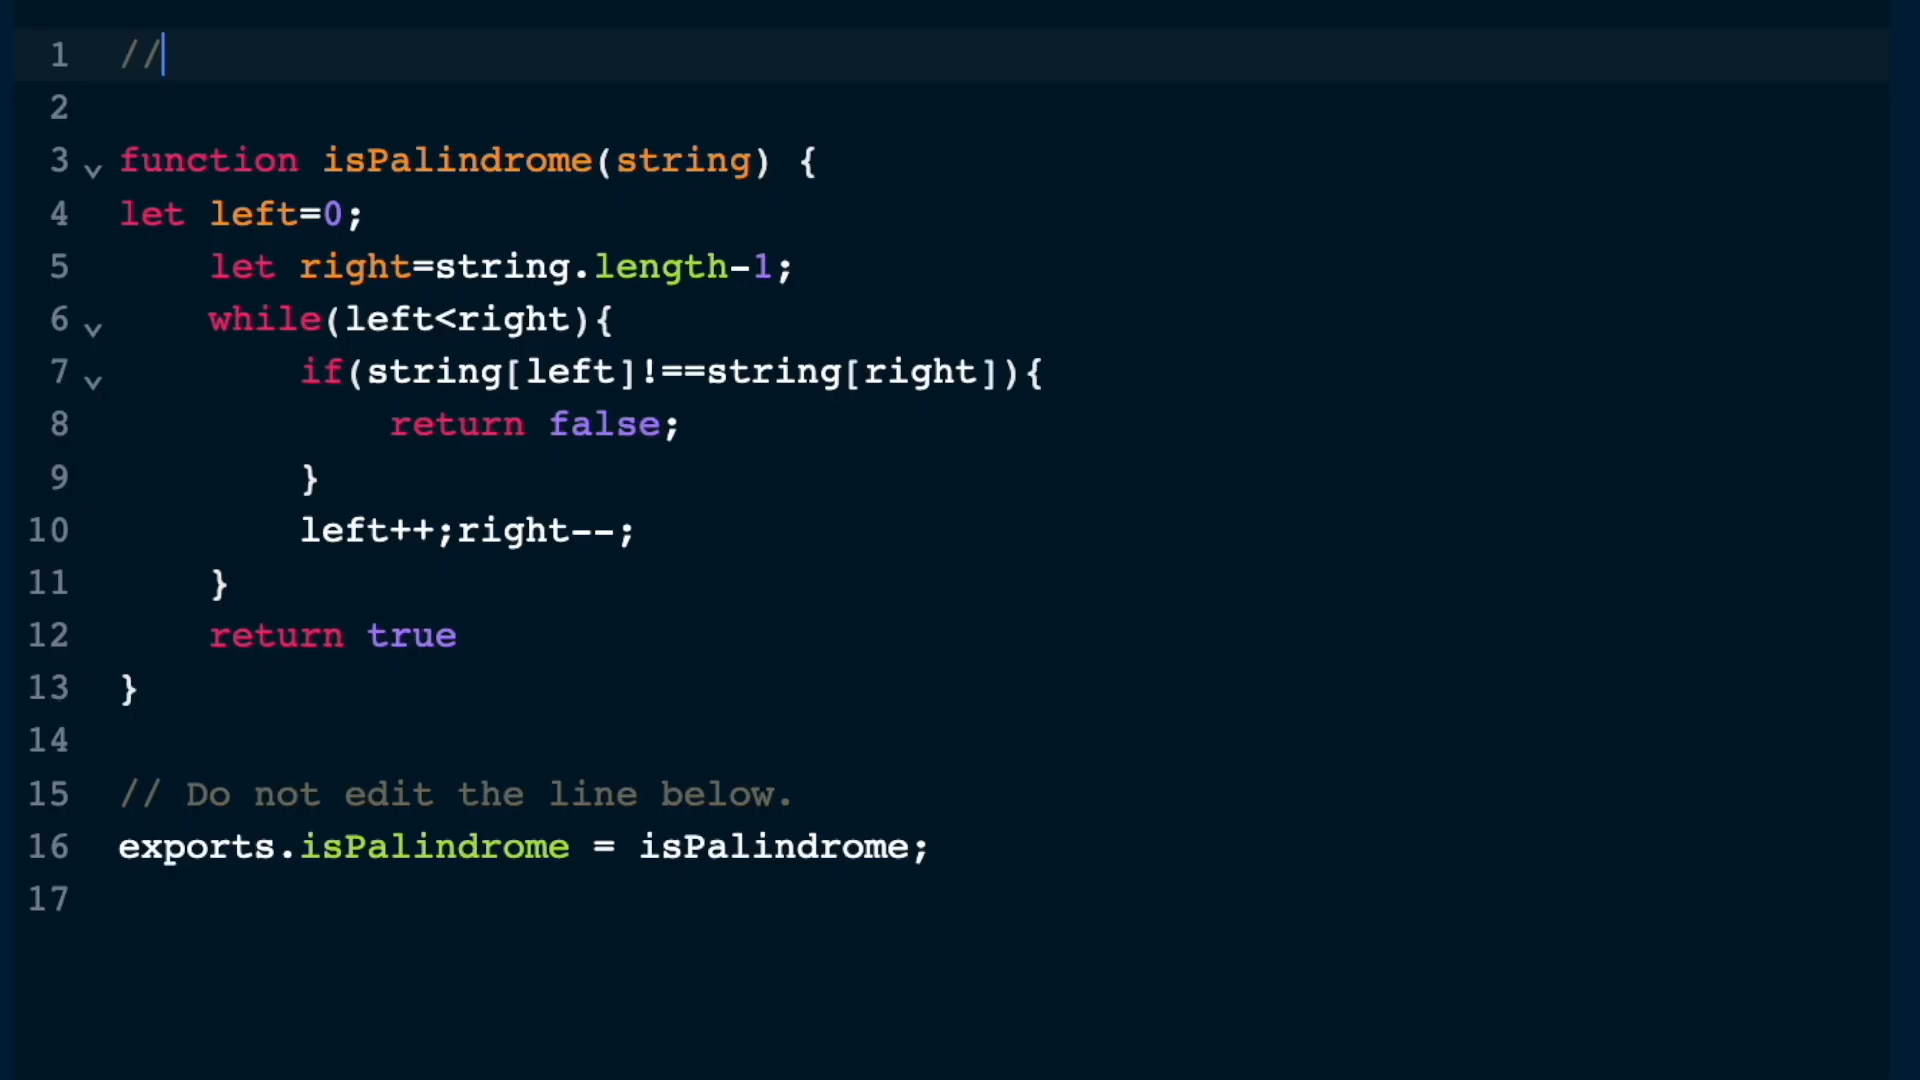 1 //
2
3 function isPalindrome(string) {
4 let left=0;
5 let right=string.length-1;
6 while(left<right){
7 if(string[left]!==string[right]){
8 return false;
9 }
10 left++;right--;
11 }
12 return true
13 }
14
15 // Do not edit the line below.
16 exports.isPalindrome = isPalindrome;
17